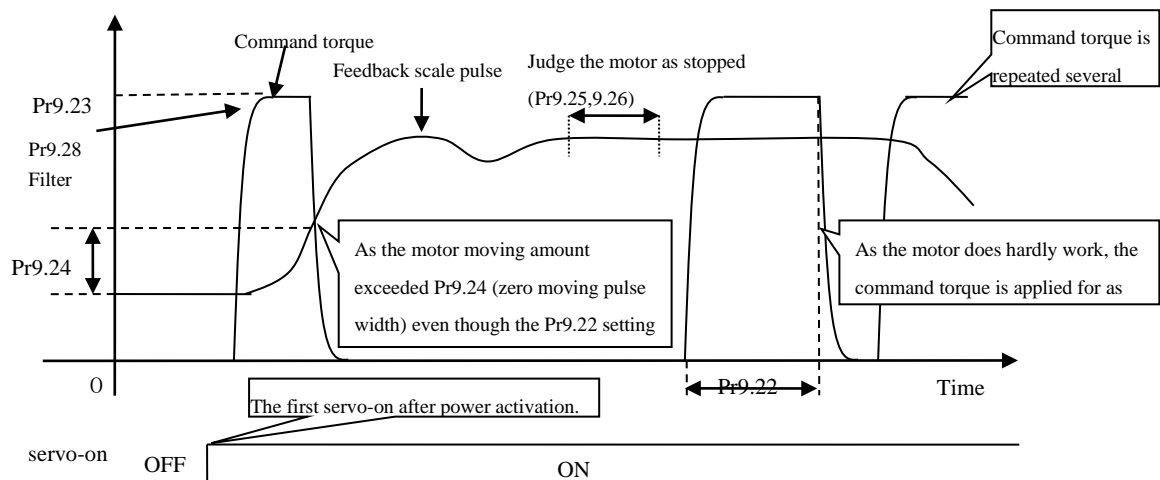 Command torque
Feedback scale pulse
Judge the motor as stopped
(Pr9.25,9.26)
Command torque is
repeated several
Pr9.23
Pr9.28
Filter
Pr9.24
As the motor moving amount
exceeded Pr9.24 (zero moving pulse
width) even though the Pr9.22 setting
As the motor does hardly work, the
command torque is applied for as
O
Pr9.22
Time
The first servo-on after power activation.
servo-on
OFF
ON